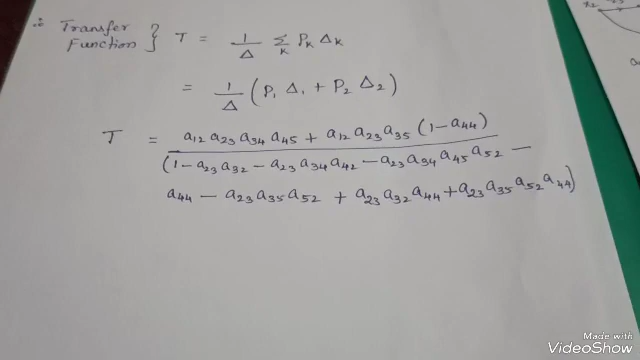 ∴ Transfer Function } T = 1/Δ Σ_K P_K Δ_K
= 1/Δ (P₁ Δ₁ + P₂ Δ₂)
T = a₁₂ a₂₃ a₃₄ a₄₅ + a₁₂ a₂₃ a₃₅ (1 - a₄₄)
(1 - a₂₃ a₃₂ - a₂₃ a₃₄ a₄₂ - a₂₃ a₃₄ a₄₅ a₅₂ -
a₄₄ - a₂₃ a₃₅ a₅₂ + a₂₃ a₃₂ a₄₄ + a₂₃ a₃₅ a₅₂ a₄₄)
Made with
VideoShow